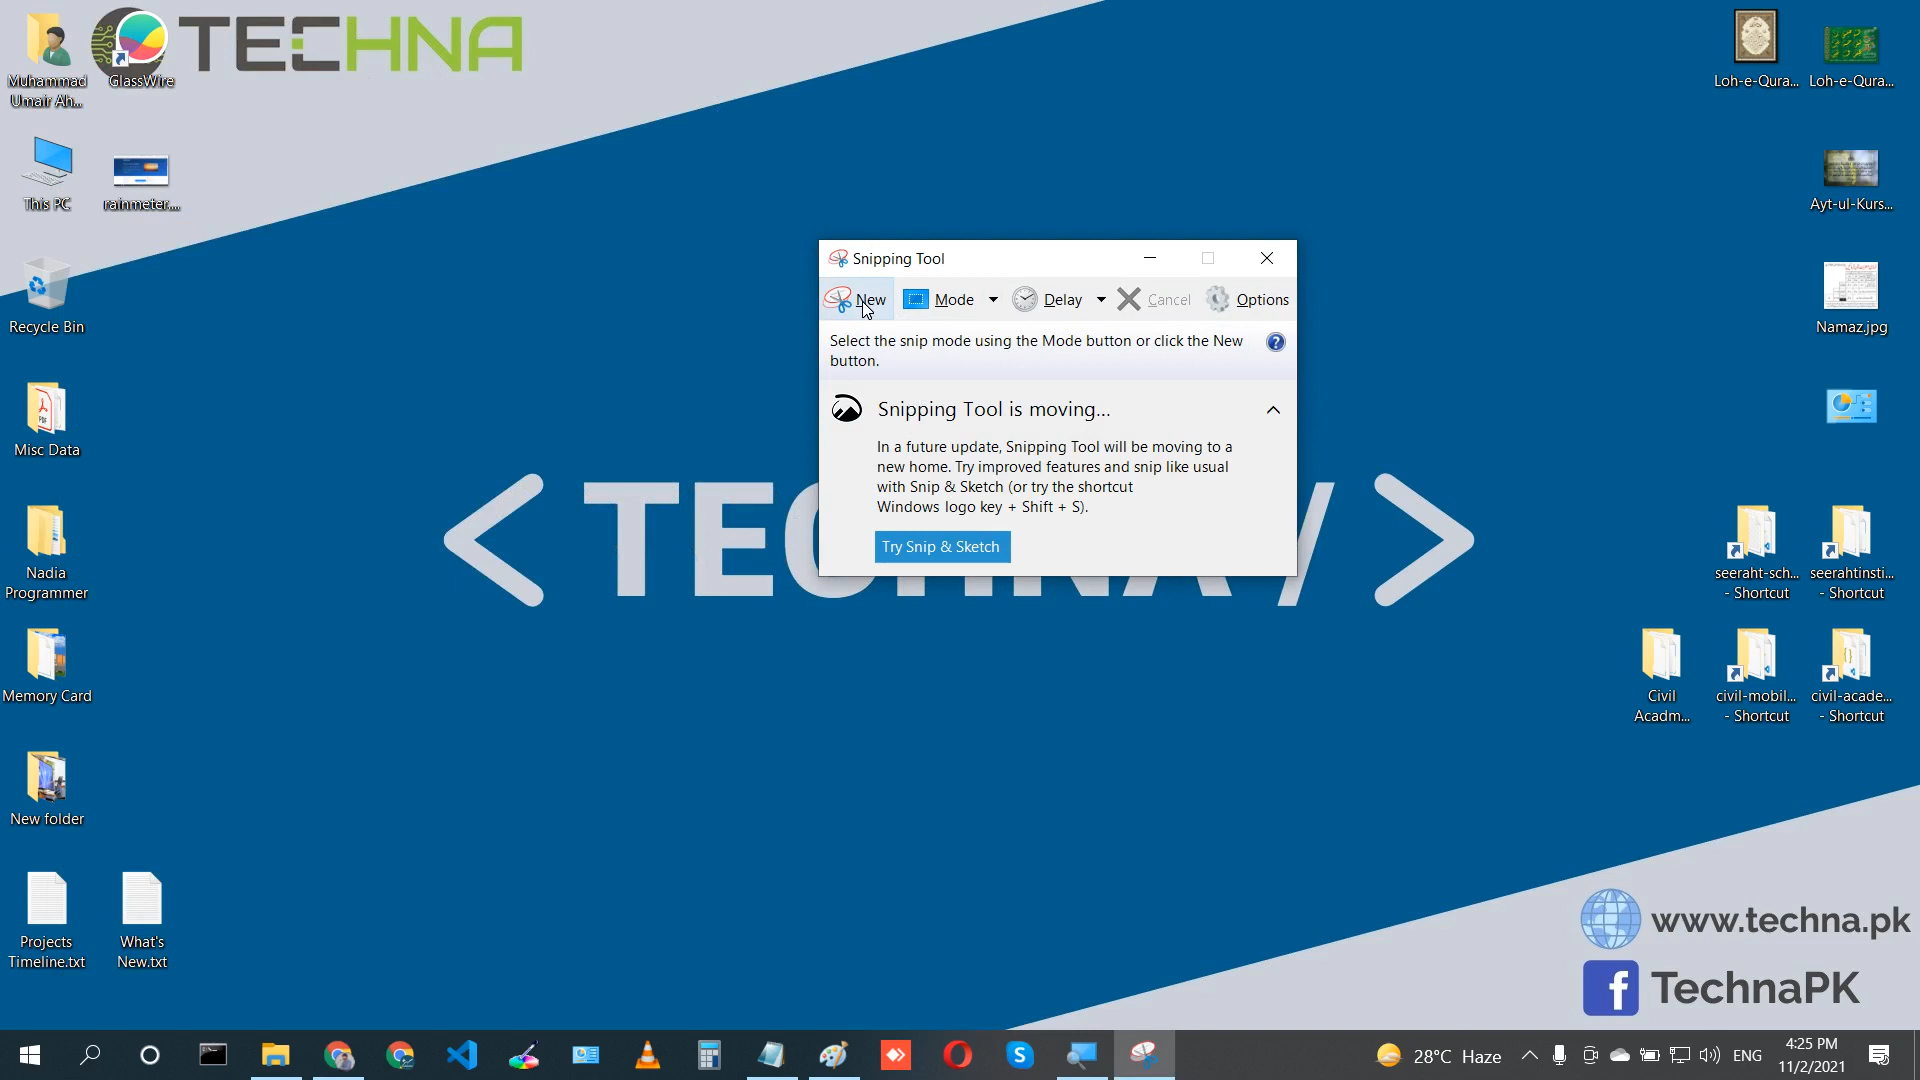 TECHNA
Muhammad
Umair Ah...
GlassWire
This PC
rainmeter....
Recycle Bin
Misc Data
Nadia
Programmer
Memory Card
New folder
Projects
Timeline.txt
What's
New.txt
Snipping Tool
New
Mode
Delay
Cancel
Options
Select the snip mode using the Mode button or click the New
button.
Snipping Tool is moving...
In a future update, Snipping Tool will be moving to a
new home. Try improved features and snip like usual
with Snip & Sketch (or try the shortcut
Windows logo key + Shift + S).
Try Snip & Sketch
Loh-e-Qura...
Loh-e-Qura...
Ayt-ul-Kurs...
Namaz.jpg
seeraht-sch...
- Shortcut
seerahtinsti...
- Shortcut
Civil
Acadm...
civil-mobil...
- Shortcut
civil-acade...
- Shortcut
www.techna.pk
TechnaPK
28°C Haze
ENG
4:25 PM
11/2/2021